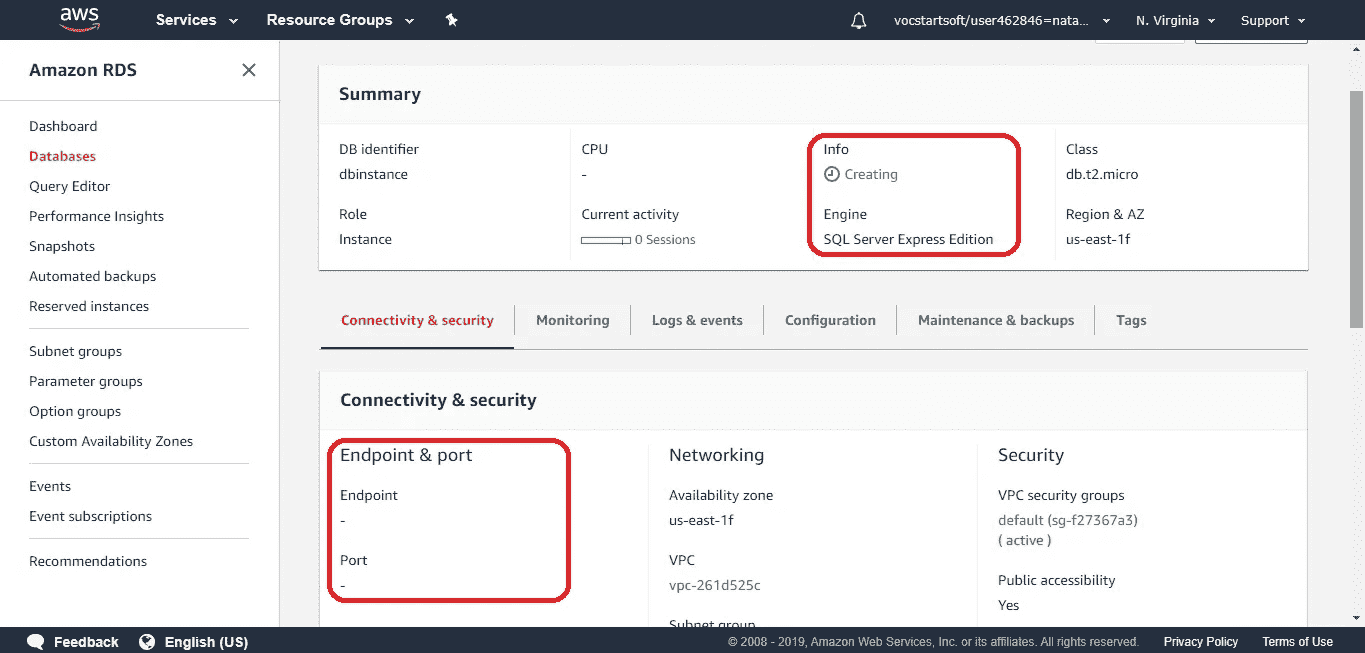 aws
Services
Resource Groups
vocstartsoft/user462846=nata...
N. Virginia
Support
Amazon RDS
Dashboard
Databases
Query Editor
Performance Insights
Snapshots
Automated backups
Reserved instances
Subnet groups
Parameter groups
Option groups
Custom Availability Zones
Events
Event subscriptions
Recommendations
Summary
DB identifier
dbinstance
Role
Instance
CPU
-
Current activity
0 Sessions
Info
Creating
Engine
SQL Server Express Edition
Class
db.t2.micro
Region & AZ
us-east-1f
Connectivity & security
Monitoring
Logs & events
Configuration
Maintenance & backups
Tags
Connectivity & security
Endpoint & port
Endpoint
-
Port
-
Networking
Availability zone
us-east-1f
VPC
vpc-261d525c
Subnet group
Security
VPC security groups
default (sg-f27367a3)
( active )
Public accessibility
Yes
Feedback
English (US)
© 2008 - 2019, Amazon Web Services, Inc. or its affiliates. All rights reserved.
Privacy Policy
Terms of Use